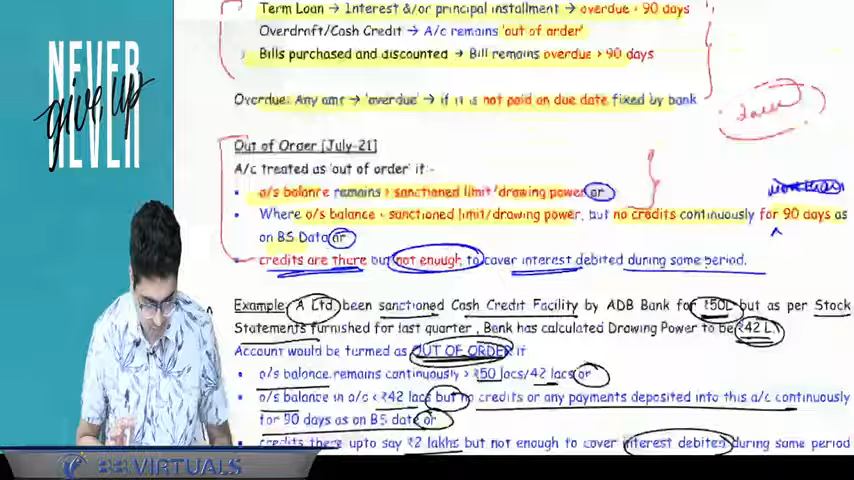 NEVER
give up
NEVER
Term Loan → Interest &/or principal installment → overdue > 90 days
Overdraft/Cash Credit → A/c remains 'out of order'
Bills purchased and discounted → Bill remains overdue > 90 days
Overdue: Any amt → 'overdue' → if it is not paid on due date fixed by bank
Out of Order [July-21]
A/c treated as 'out of order' if:-
• o/s balance remains > sanctioned limit/drawing power or
• Where o/s balance < sanctioned limit/drawing power, but no credits continuously for 90 days as
on BS Data or
• credits are there but not enough to cover interest debited during same period.
Example: A Ltd. been sanctioned Cash Credit Facility by ADB Bank for ₹50L but as per Stock
Statements furnished for last quarter, Bank has calculated Drawing Power to be ₹42 L.
Account would be turmed as OUT OF ORDER if
• o/s balance remains continuously > ₹50 lacs/42 lacs or
• o/s balance in a/c < ₹42 lacs but no credits or any payments deposited into this a/c continuously
for 90 days as on BS date or
• credits there upto say ₹2 lakhs but not enough to cover interest debited during same period
VIRTUALS